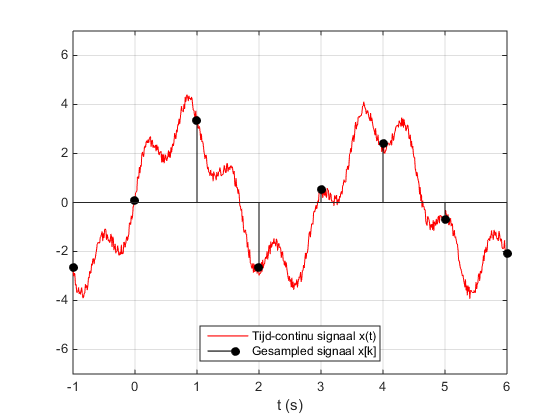 6
4
2
0
-2
-4
-6
Tijd-continu signaal x(t)
Gesampled signaal x[k]
-1 0 1 2 3 4 5 6
t (s)